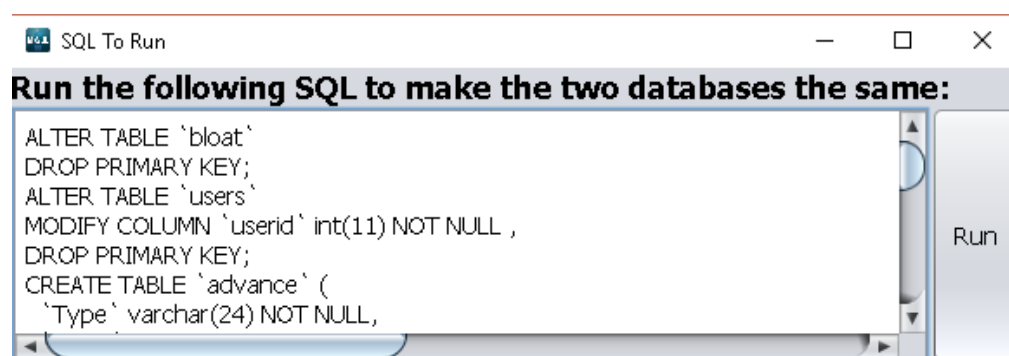 SQL To Run
Run the following SQL to make the two databases the same:
ALTER TABLE `bloat`
DROP PRIMARY KEY;
ALTER TABLE `users`
MODIFY COLUMN `userid` int(11) NOT NULL ,
DROP PRIMARY KEY;
CREATE TABLE `advance` (
`Type` varchar(24) NOT NULL,
Run